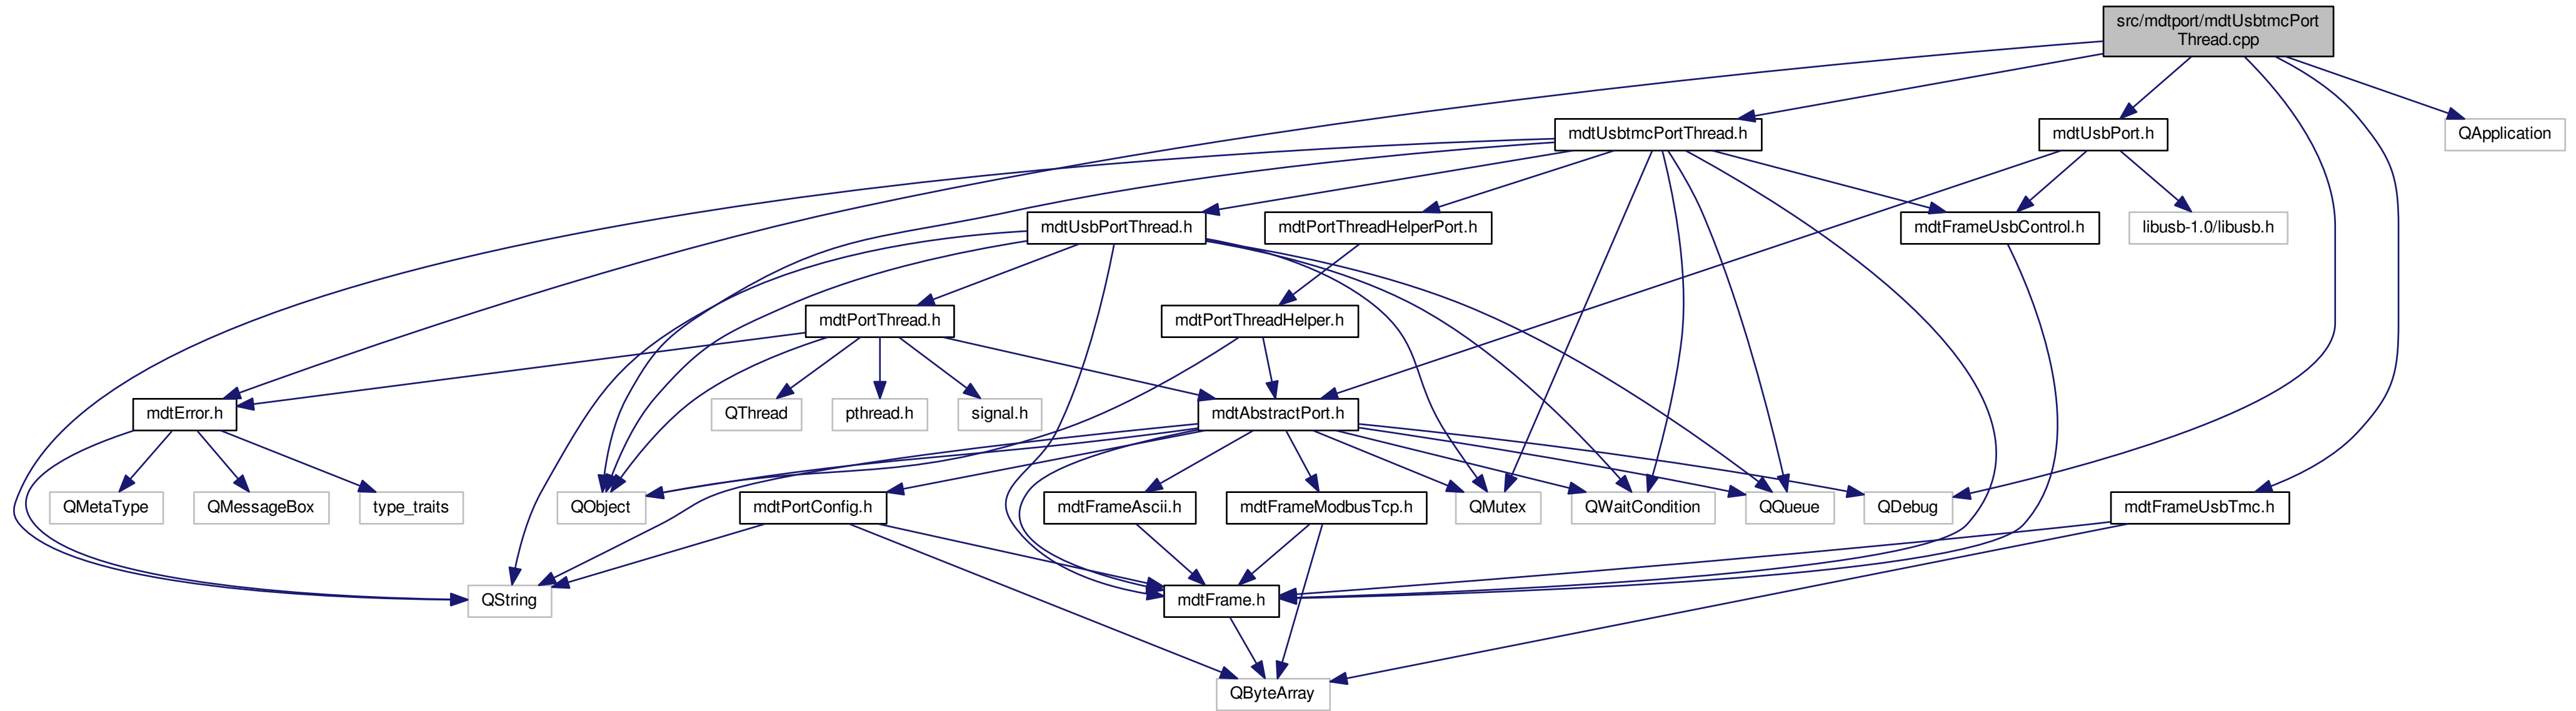 src/mdtport/mdtUsbtmcPort
Thread.cpp
mdtUsbtmcPortThread.h
mdtUsbPort.h
QApplication
mdtUsbPortThread.h
mdtPortThreadHelperPort.h
mdtFrameUsbControl.h
libusb-1.0/libusb.h
mdtPortThread.h
mdtPortThreadHelper.h
mdtError.h
QThread
pthread.h
signal.h
mdtAbstractPort.h
QMetaType
QMessageBox
type_traits
QObject
mdtPortConfig.h
mdtFrameAscii.h
mdtFrameModbusTcp.h
QMutex
QWaitCondition
QQueue
QDebug
mdtFrameUsbTmc.h
QString
mdtFrame.h
QByteArray